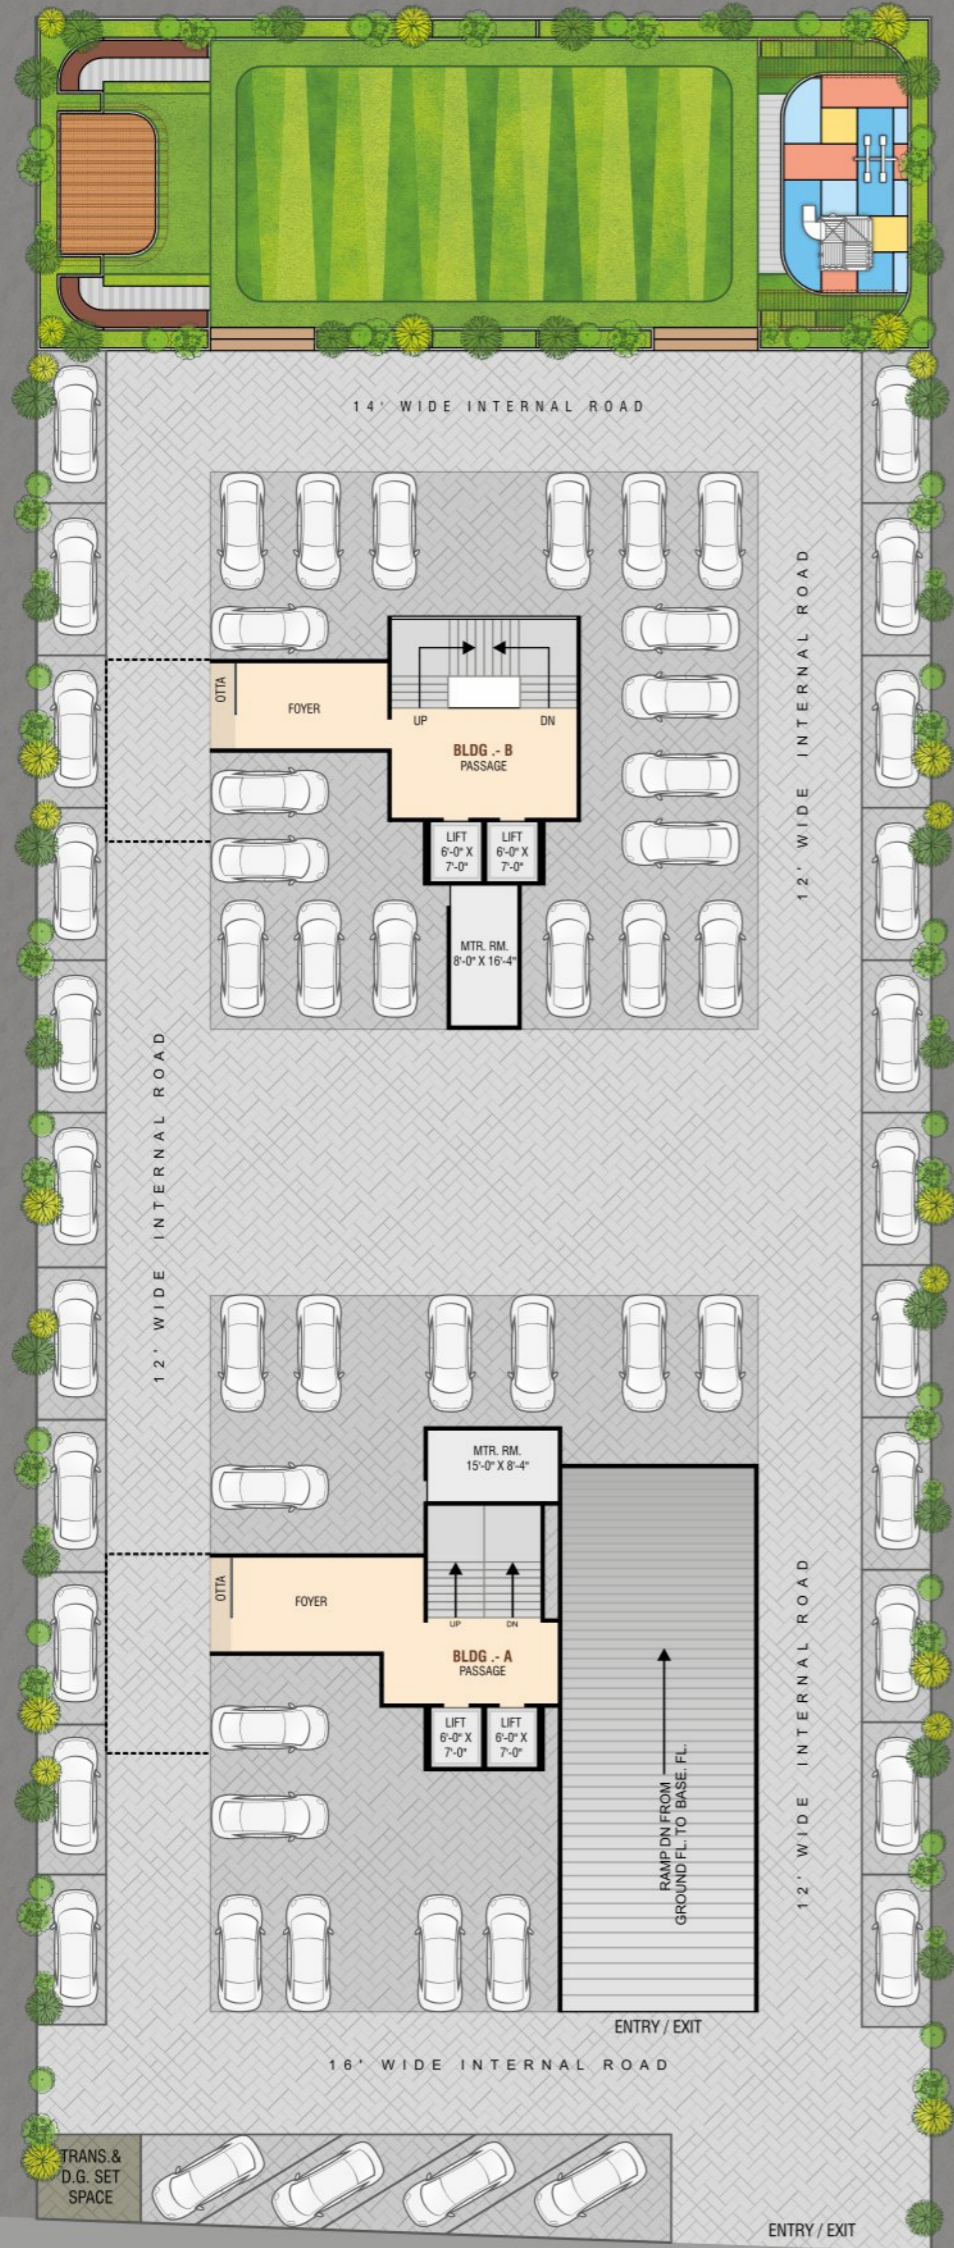 14' WIDE INTERNAL ROAD
12' WIDE INTERNAL ROAD
OTTA
FOYER
UP
DN
BLDG .- B
PASSAGE
LIFT
6'-0" X
7'-0"
LIFT
6'-0" X
7'-0"
MTR. RM.
8'-0" X 16'-4"
12' WIDE INTERNAL ROAD
MTR. RM.
15'-0" X 8'-4"
OTTA
FOYER
UP
DN
BLDG .- A
PASSAGE
LIFT
6'-0" X
7'-0"
LIFT
6'-0" X
7'-0"
RAMP DN FROM
GROUND FL. TO BASE. FL.
12' WIDE INTERNAL ROAD
ENTRY / EXIT
16' WIDE INTERNAL ROAD
TRANS.&
D.G. SET
SPACE
ENTRY / EXIT